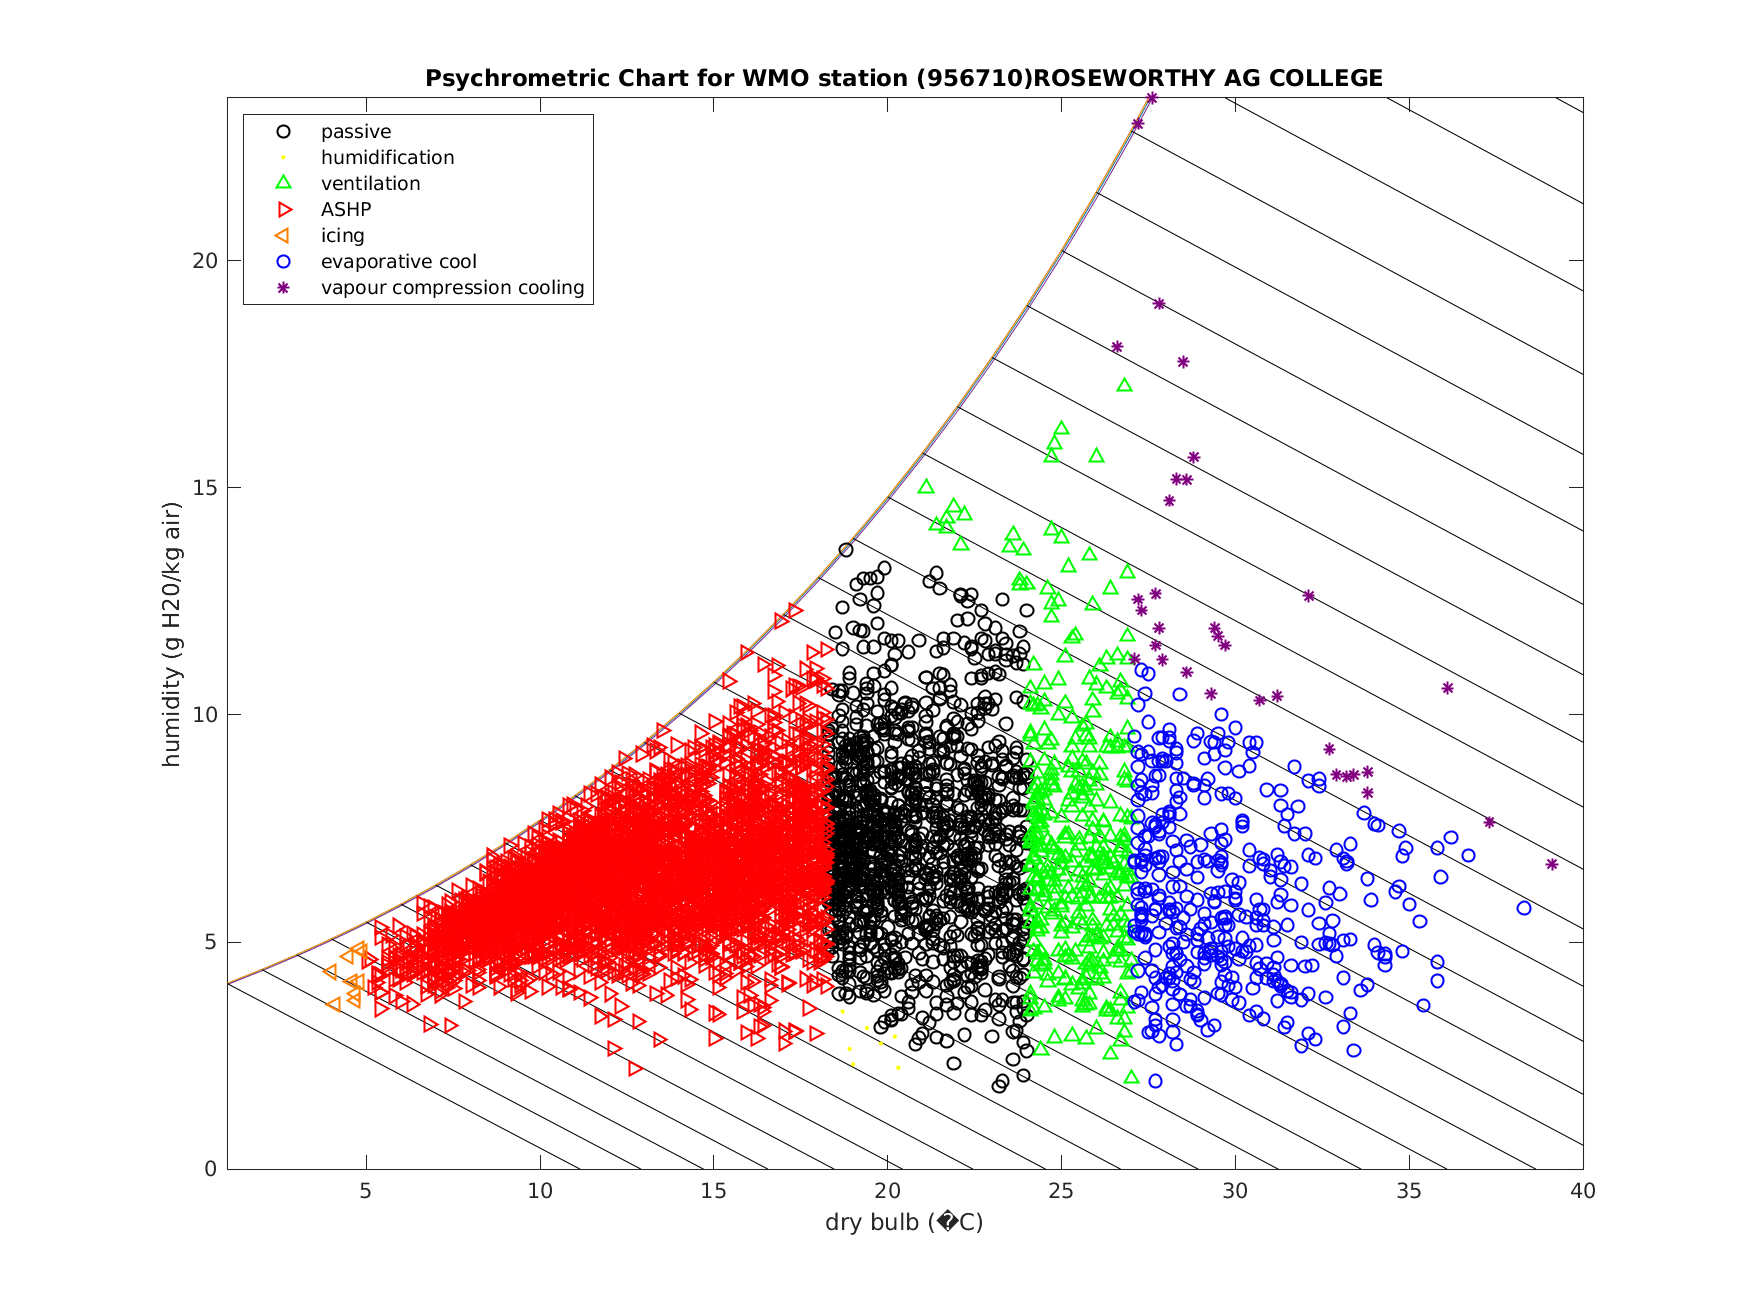 Psychrometric Chart for WMO station (956710)ROSEWORTHY AG COLLEGE
passive
humidification
ventilation
ASHP
icing
evaporative cool
vapour compression cooling
humidity (g H20/kg air)
20
15
10
5
0
5 10 15 20 25 30 35 40
dry bulb (�C)